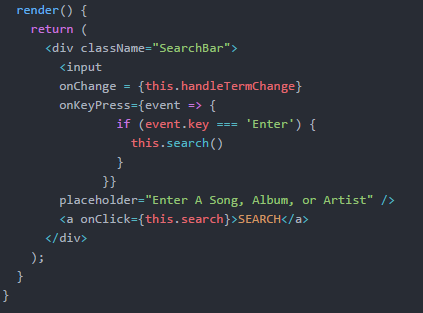 render() {
return (
<div className="SearchBar">
<input
onChange = {this.handleTermChange}
onKeyPress={event => {
if (event.key === 'Enter') {
this.search()
}
}}
placeholder="Enter A Song, Album, or Artist" />
<a onClick={this.search}>SEARCH</a>
</div>
);
}
}